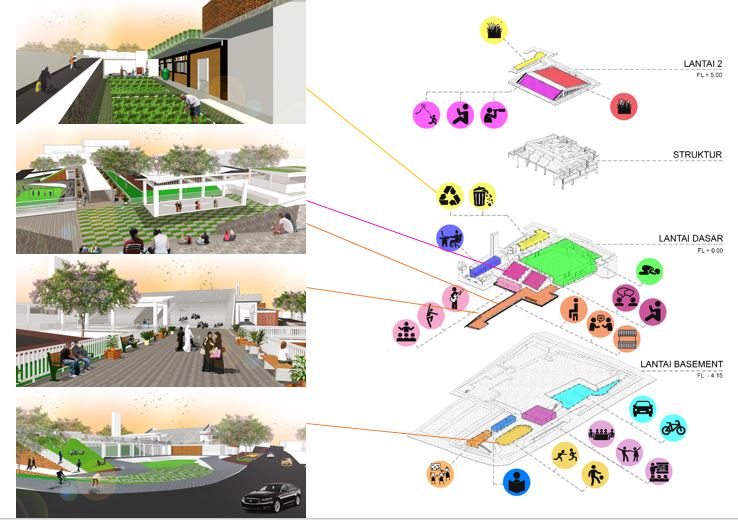 LANTAI 2
FL + 5.00
STRUKTUR
LANTAI DASAR
FL + 0.00
LANTAI BASEMENT
FL - 4.15